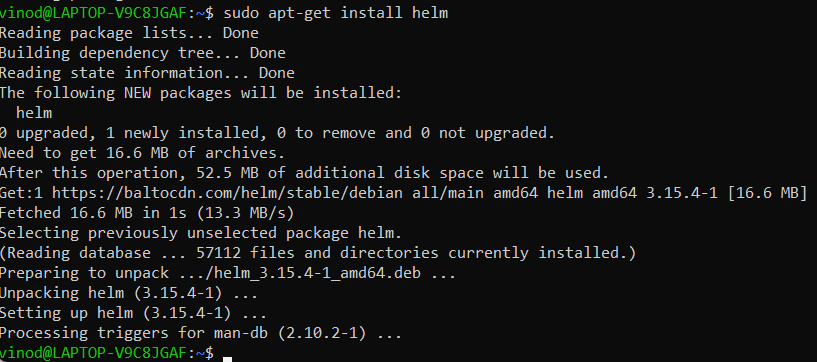 vinod@LAPTOP-V9C8JGAF:~$ sudo apt-get install helm
Reading package lists... Done
Building dependency tree... Done
Reading state information... Done
The following NEW packages will be installed:
  helm
0 upgraded, 1 newly installed, 0 to remove and 0 not upgraded.
Need to get 16.6 MB of archives.
After this operation, 52.5 MB of additional disk space will be used.
Get:1 https://baltocdn.com/helm/stable/debian all/main amd64 helm amd64 3.15.4-1 [16.6 MB]
Fetched 16.6 MB in 1s (13.3 MB/s)
Selecting previously unselected package helm.
(Reading database ... 57112 files and directories currently installed.)
Preparing to unpack .../helm_3.15.4-1_amd64.deb ...
Unpacking helm (3.15.4-1) ...
Setting up helm (3.15.4-1) ...
Processing triggers for man-db (2.10.2-1) ...
vinod@LAPTOP-V9C8JGAF:~$